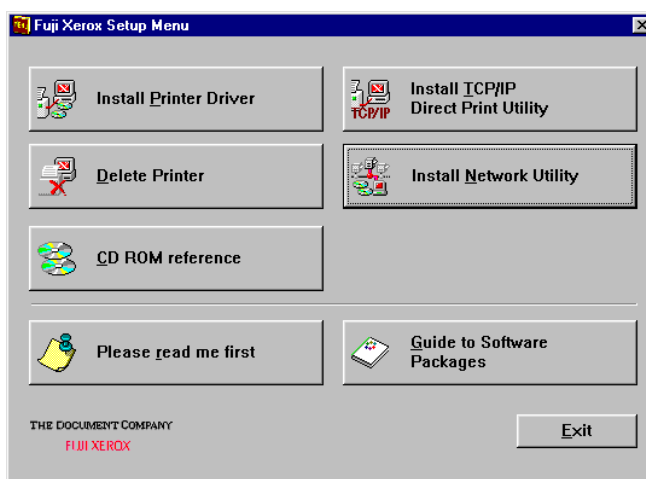 Fuji Xerox Setup Menu
Install Printer Driver
Install TCP/IP
Direct Print Utility
TCP/IP
Delete Printer
Install Network Utility
CD ROM reference
Please read me first
Guide to Software
Packages
THE DOCUMENT COMPANY
FUJI XEROX
Exit